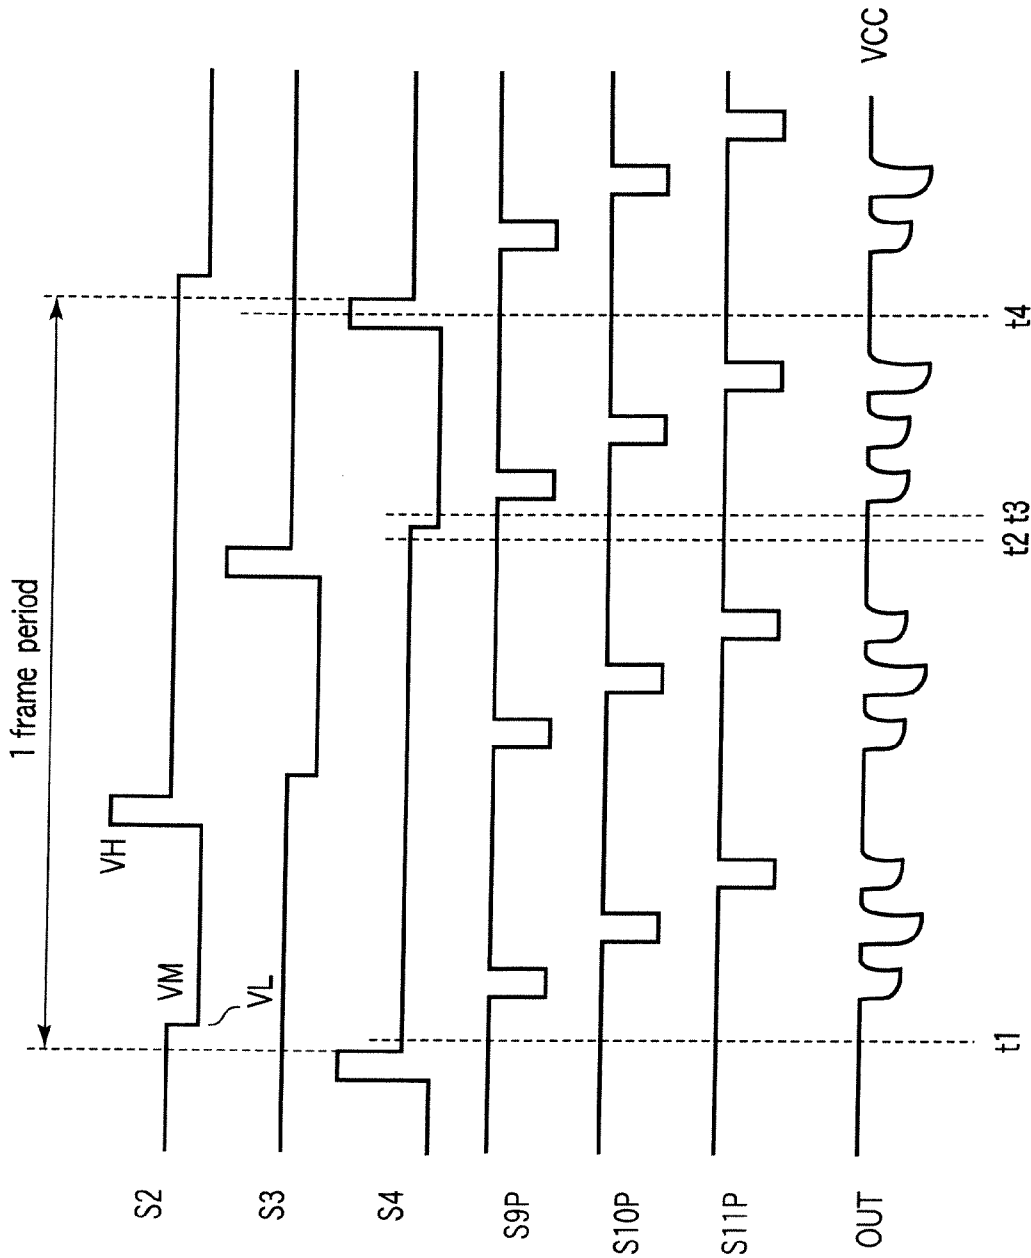 1 frame period
S2
VM
VH
VL
S3
S4
S9P
S10P
S11P
OUT
VCC
t1
t2
t3
t4